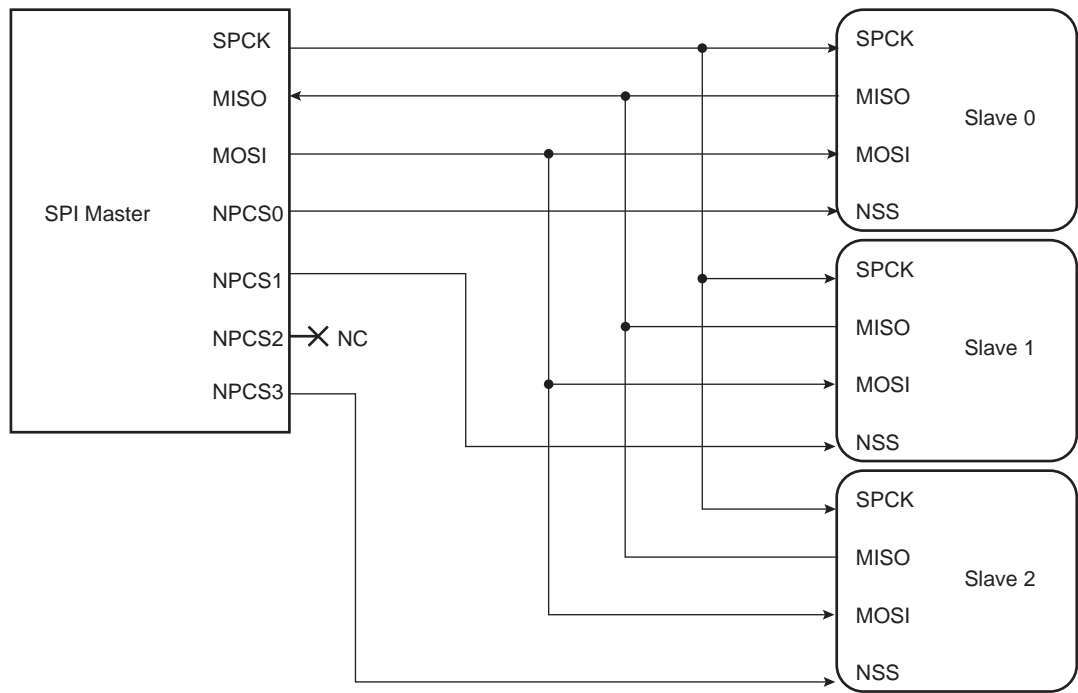 SPI Master
SPCK
MISO
MOSI
NPCS0
NPCS1
NPCS2
NC
NPCS3
SPCK
MISO
Slave 0
MOSI
NSS
SPCK
MISO
Slave 1
MOSI
NSS
SPCK
MISO
Slave 2
MOSI
NSS